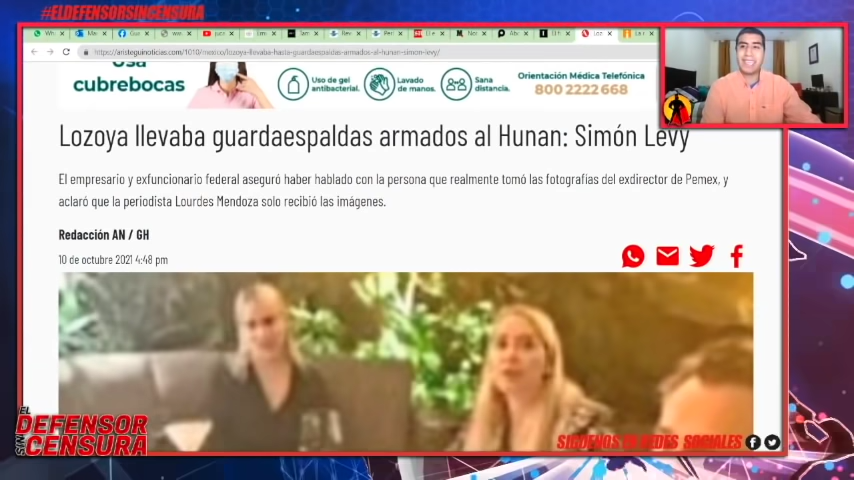 #ELDEFENSORSINCENSURA
https://aristeguinoticias.com/1010/mexico/lozoya-llevaba-hasta-guardaespaldas-armados-al-hunan-simon-levy/
Usa
cubrebocas
Uso de gel
antibacterial.
Lavado
de manos.
Sana
distancia.
Orientación Médica Telefónica
800 2222 668
Lozoya llevaba guardaespaldas armados al Hunan: Simón Levy
El empresario y exfuncionario federal aseguró haber hablado con la persona que realmente tomó las fotografías del exdirector de Pemex, y
aclaró que la periodista Lourdes Mendoza solo recibió las imágenes.
Redacción AN / GH
10 de octubre 2021 4:48 pm
EL
DEFENSOR
SIN
CENSURA
SIGUENOS EN REDES SOCIALES